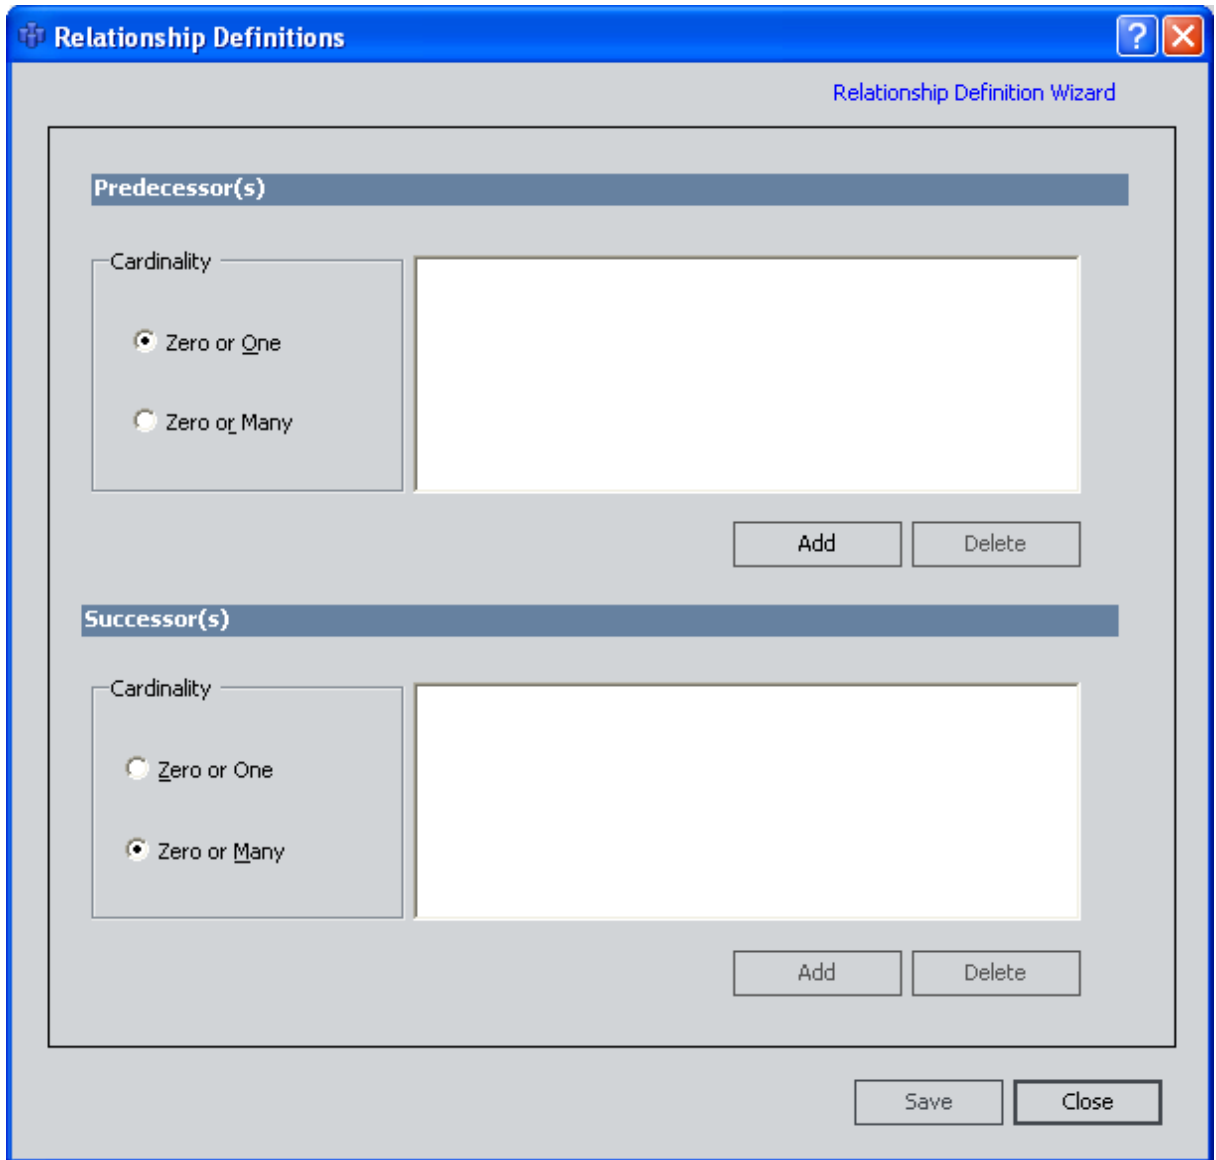 Relationship Definitions
?
Relationship Definition Wizard
Predecessor(s)
Cardinality
Zero or One
Zero or Many
Add Delete
Successor(s)
Cardinality
Zero or One
Zero or Many
Add Delete
Save Close